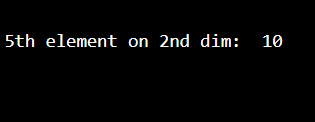 5th element on 2nd dim:  10